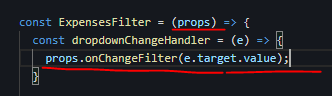 const ExpensesFilter = (props) => {
const dropdownChangeHandler = (e) => {
props.onChangeFilter(e.target.value);
}